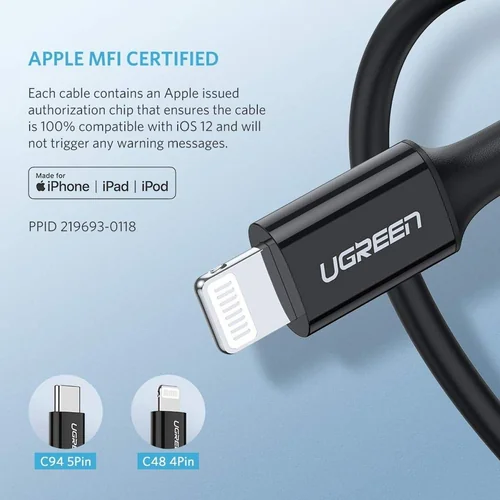 APPLE MFI CERTIFIED
Each cable contains an Apple issued
authorization chip that ensures the cable
is 100% compatible with iOS 12 and will
not trigger any warning messages.
Made for
iPhone | iPad | iPod
PPID 219693-0118
UGREEN
C94 5Pin
C48 4Pin